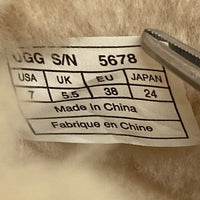 UGG S/N 5678
USA UK EU JAPAN
7 5.5 38 24
Made in China
Fabrique en Chine